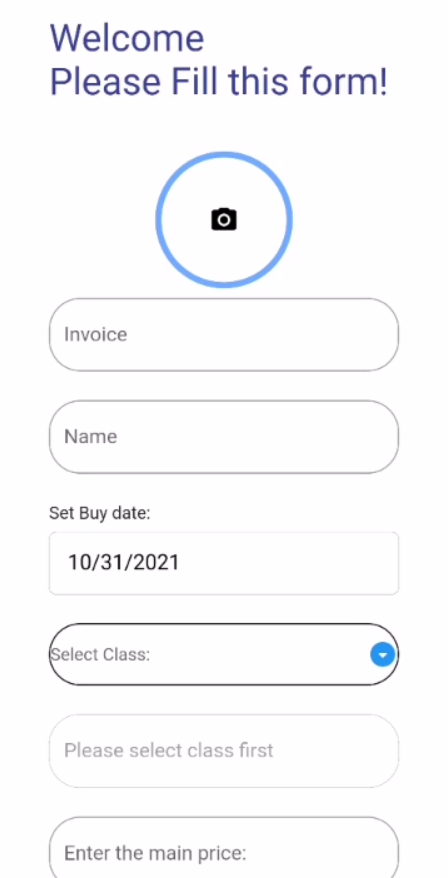 Welcome
Please Fill this form!
Invoice
Name
Set Buy date:
10/31/2021
Select Class:
Please select class first
Enter the main price: